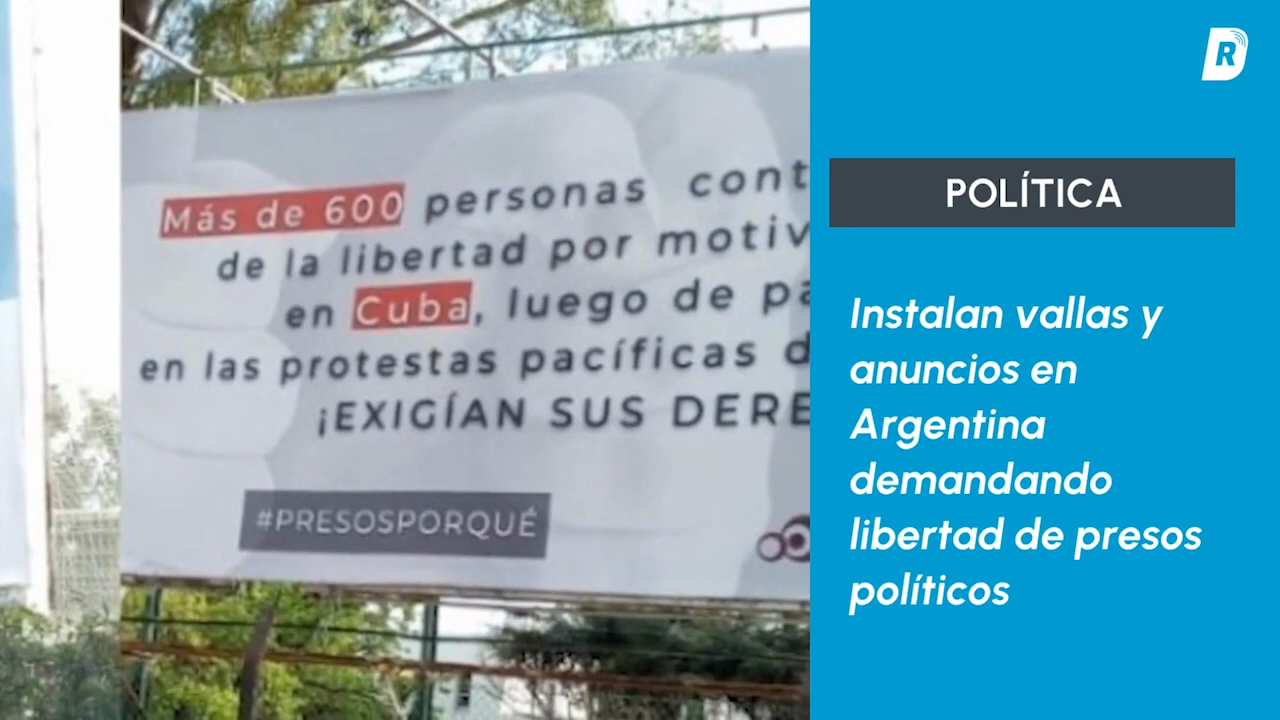 Más de 600 personas
de la libertad por
en Cuba, luego de
en las protestas pacíficas
¡EXIGÍAN SUS
#PRESOSPORQUÉ
R
POLÍTICA
Instalan vallas y
anuncios en
Argentina
demandando
libertad de presos
políticos